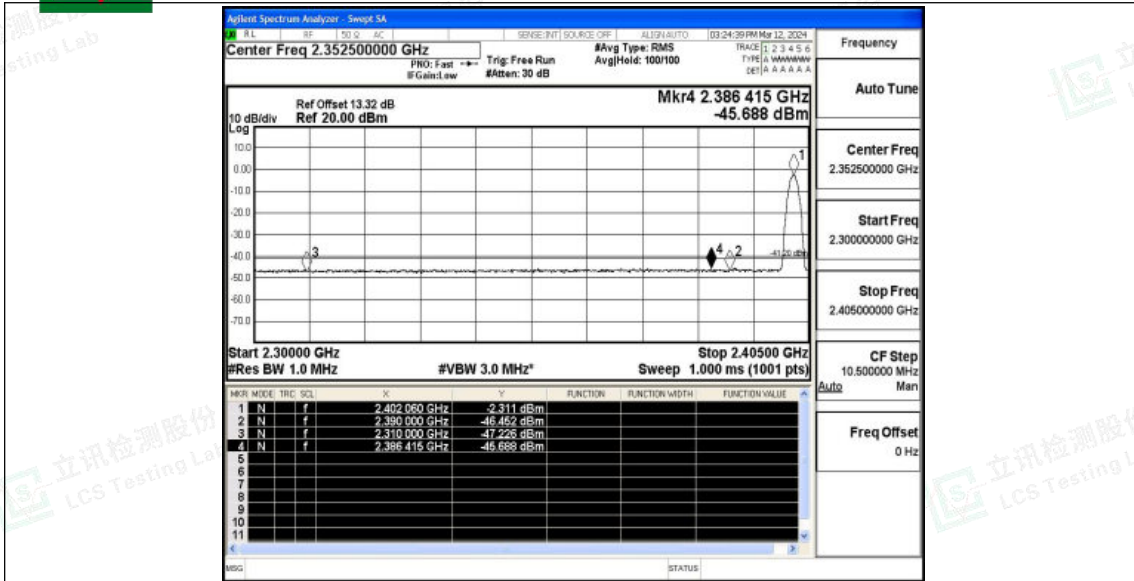 Agilent Spectrum Analyzer - Swept SA
RL RF 50 Ω AC SENSE:INT SOURCE OFF ALIGN AUTO 03:24:39 PM Mar 12, 2024
Center Freq 2.352500000 GHz
PNO: Fast
IFGain:Low
Trig: Free Run
#Atten: 30 dB
#Avg Type: RMS
Avg|Hold: 100/100
TRACE 1 2 3 4 5 6
TYPE A WWWWW
DET A A A A A A
Frequency
Auto Tune
Center Freq
2.352500000 GHz
Start Freq
2.300000000 GHz
Stop Freq
2.405000000 GHz
CF Step
10.500000 MHz
Auto Man
Freq Offset
0 Hz
Mkr4 2.386 415 GHz
-45.688 dBm
Ref Offset 13.32 dB
Ref 20.00 dBm
10 dB/div
Log
10.0
0.00
-10.0
-20.0
-30.0
-40.0
-50.0
-60.0
-70.0
1
3
4
2
-41.20 dBm
Start 2.30000 GHz
Stop 2.40500 GHz
#Res BW 1.0 MHz
#VBW 3.0 MHz*
Sweep 1.000 ms (1001 pts)
MKR MODE TRC SCL X Y FUNCTION FUNCTION WIDTH FUNCTION VALUE
1 N f 2.402 060 GHz -2.311 dBm
2 N f 2.390 000 GHz -46.452 dBm
3 N f 2.310 000 GHz -47.226 dBm
4 N f 2.386 415 GHz -45.688 dBm
5
6
7
8
9
10
11
MSG
STATUS
立讯检测股份
LCS Testing Lab
立讯检测股份
LCS Testing L